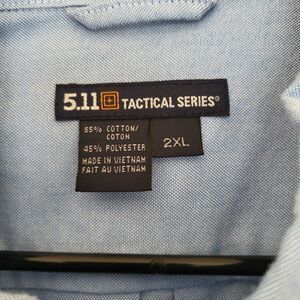 5.11 TACTICAL SERIES®
55% COTTON/
COTON
45% POLYESTER
MADE IN VIETNAM
FAIT AU VIETNAM
2XL